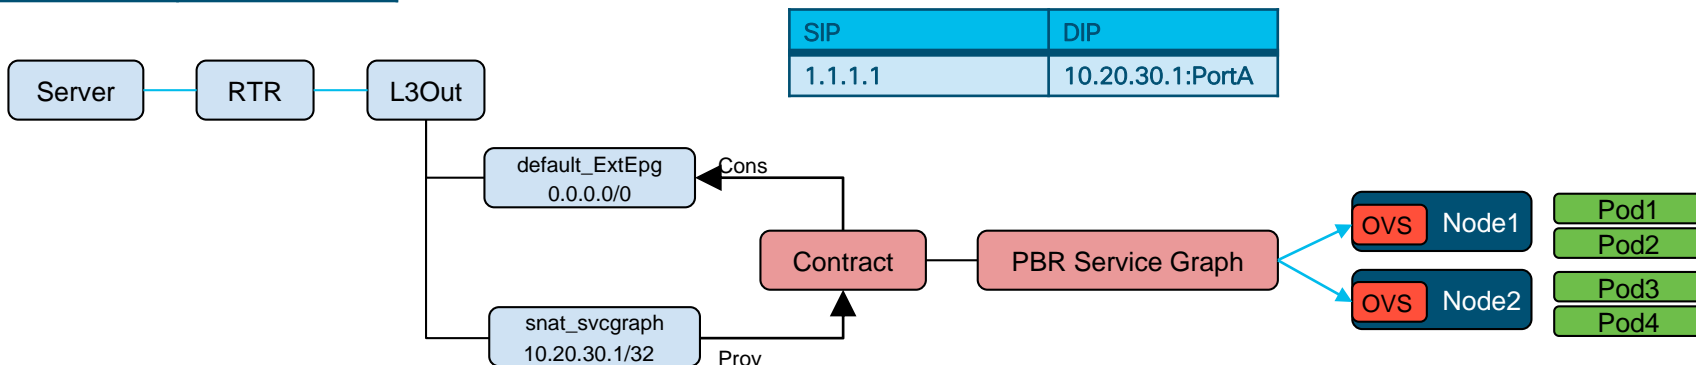 SIP DIP
1.1.1.1 10.20.30.1:PortA
Server RTR L3Out
default_ExtEpg
0.0.0.0/0
Cons
Contract
PBR Service Graph
OVS Node1
Pod1
Pod2
OVS Node2
Pod3
Pod4
snat_svcgraph
10.20.30.1/32
Prov